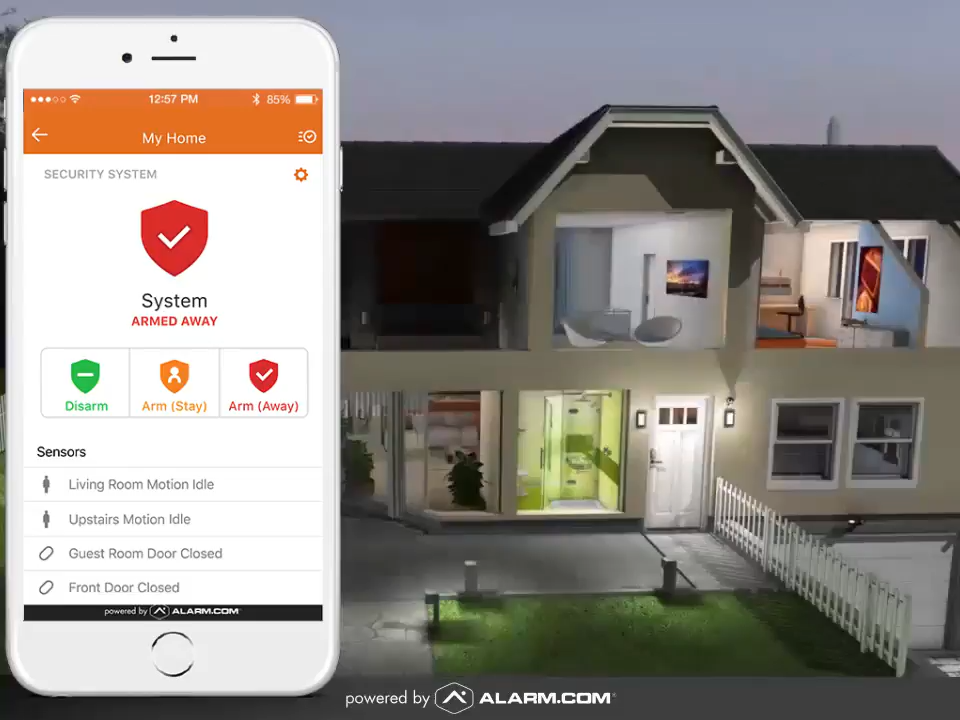 12:57 PM
85%
My Home
SECURITY SYSTEM
System
ARMED AWAY
Disarm
Arm (Stay)
Arm (Away)
Sensors
Living Room Motion Idle
Upstairs Motion Idle
Guest Room Door Closed
Front Door Closed
powered by ALARM.COM
powered by ALARM.COM